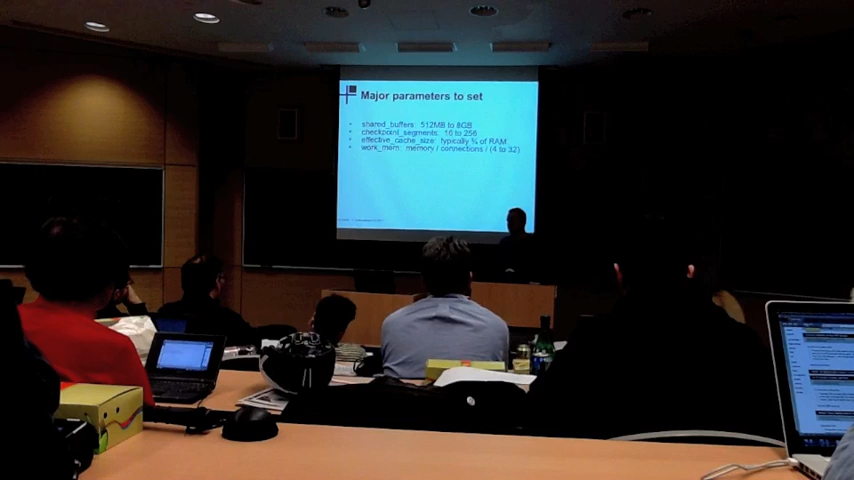 Major parameters to set
• shared_buffers: 512MB to 8GB
• checkpoint_segments: 16 to 256
• effective_cache_size: typically ¾ of RAM
• work_mem: memory / connections / (4 to 32)